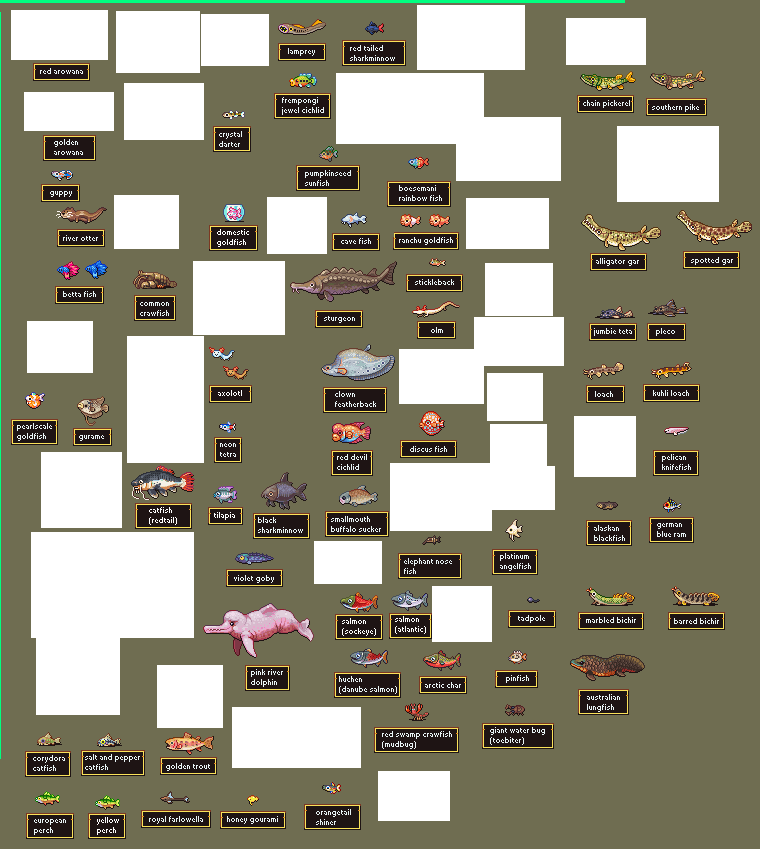 lamprey
red tailed
sharkminnow
red arowana
frempongi
jewel cichlid
chain pickerel
southern pike
crystal
darter
golden
arowana
pumpkinseed
sunfish
boesemani
rainbow fish
guppy
river otter
domestic
goldfish
cave fish
ranchu goldfish
alligator gar
spotted gar
betta fish
common
crawfish
sturgeon
stickleback
olm
jumbie teta
pleco
axolotl
clown
featherback
loach
kuhli loach
pearlscale
goldfish
gurame
neon
tetra
red devil
cichlid
discus fish
pelican
knifefish
catfish
(redtail)
tilapia
black
sharkminnow
smallmouth
buffalo sucker
alaskan
blackfish
german
blue ram
violet goby
elephant nose
fish
platinum
angelfish
salmon
(sockeye)
salmon
(atlantic)
tadpole
marbled bichir
barred bichir
pink river
dolphin
huchen
(danube salmon)
arctic char
pinfish
australian
lungfish
red swamp crawfish
(mudbug)
giant water bug
(toebiter)
corydora
catfish
salt and pepper
catfish
golden trout
european
perch
yellow
perch
royal farlowella
honey gourami
orangetail
shiner